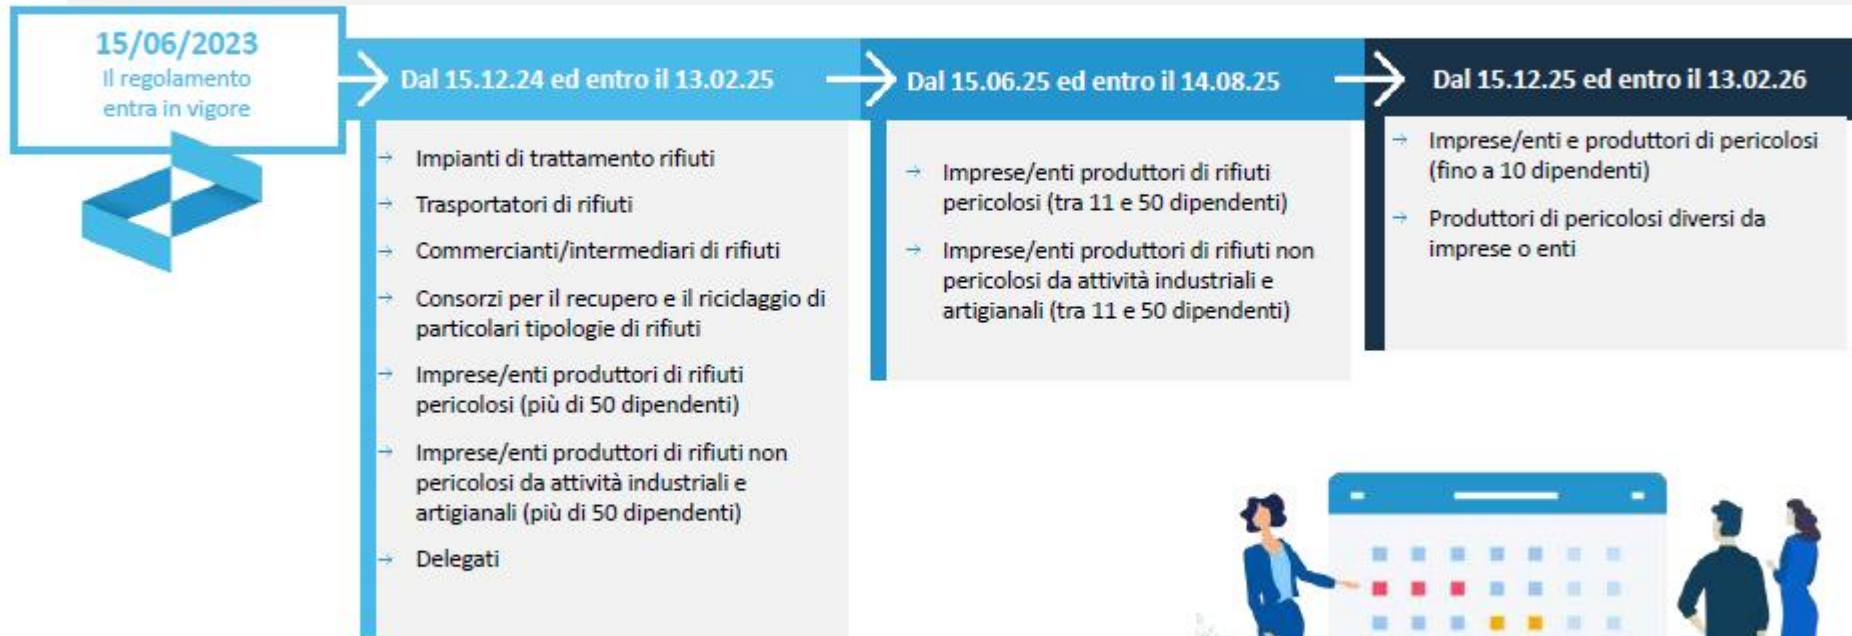 15/06/2023
Il regolamento
entra in vigore
Dal 15.12.24 ed entro il 13.02.25
→ Impianti di trattamento rifiuti
→ Trasportatori di rifiuti
→ Commercianti/intermediari di rifiuti
→ Consorzi per il recupero e il riciclaggio di
particolari tipologie di rifiuti
→ Imprese/enti produttori di rifiuti
pericolosi (più di 50 dipendenti)
→ Imprese/enti produttori di rifiuti non
pericolosi da attività industriali e
artigianali (più di 50 dipendenti)
→ Delegati
Dal 15.06.25 ed entro il 14.08.25
→ Imprese/enti produttori di rifiuti
pericolosi (tra 11 e 50 dipendenti)
→ Imprese/enti produttori di rifiuti non
pericolosi da attività industriali e
artigianali (tra 11 e 50 dipendenti)
Dal 15.12.25 ed entro il 13.02.26
→ Imprese/enti e produttori di pericolosi
(fino a 10 dipendenti)
→ Produttori di pericolosi diversi da
imprese o enti